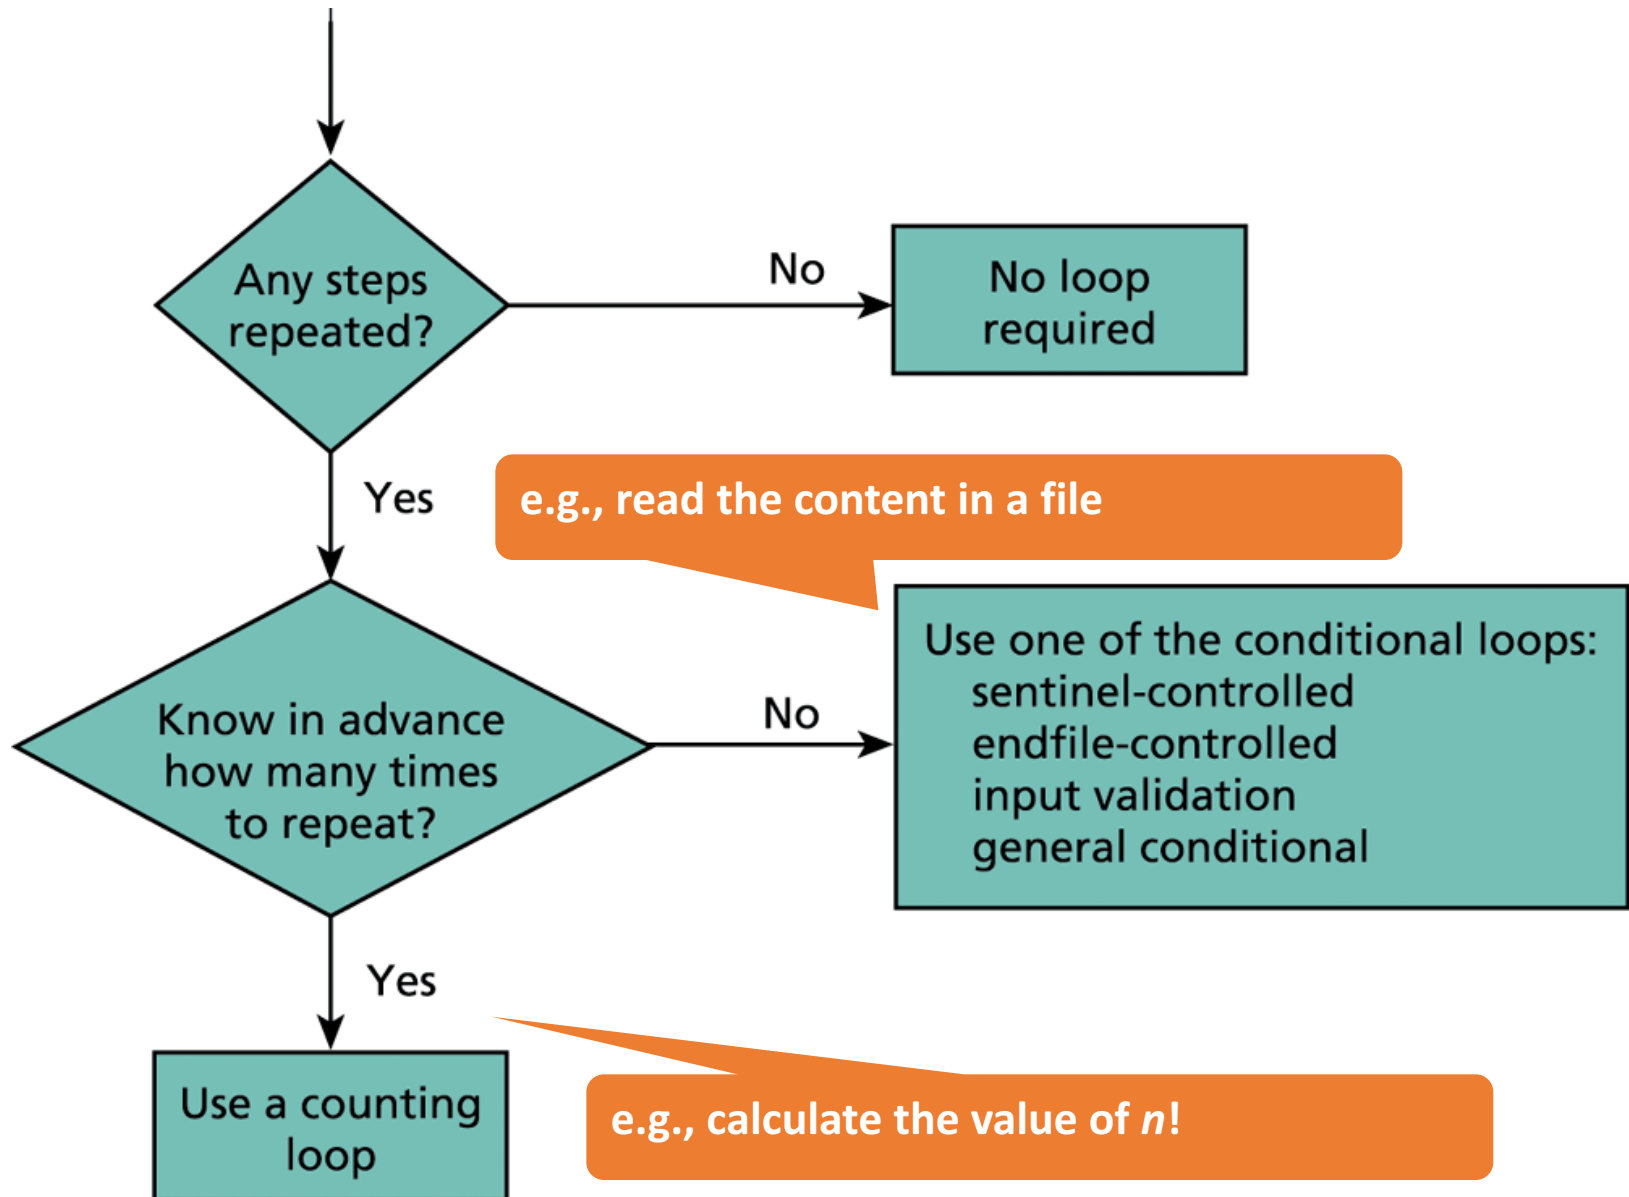 Any steps
repeated?
No
No loop
required
Yes
e.g., read the content in a file
Know in advance
how many times
to repeat?
No
Use one of the conditional loops:
sentinel-controlled
endfile-controlled
input validation
general conditional
Yes
Use a counting
loop
e.g., calculate the value of n!